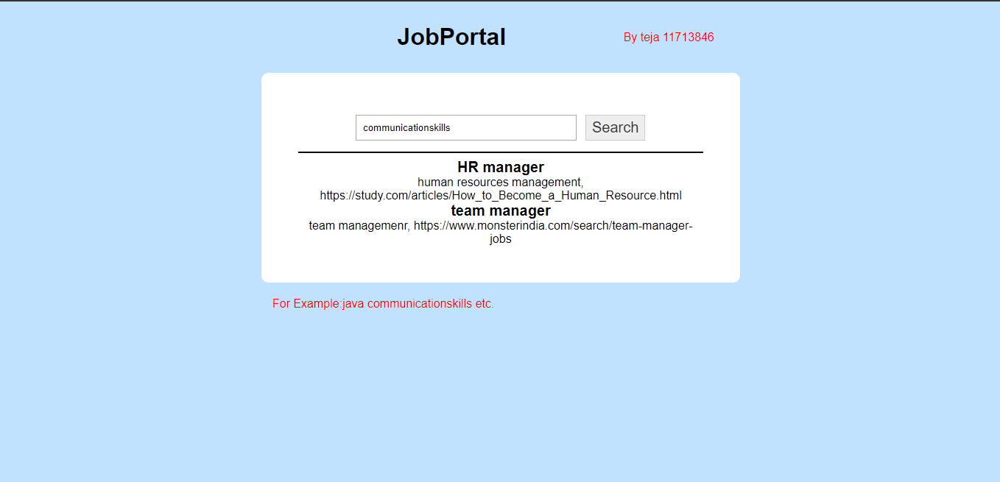 JobPortal
By teja 11713846
communicationskills
Search
HR manager
human resources management,
https://study.com/articles/How_to_Become_a_Human_Resource.html
team manager
team managemenr, https://www.monsterindia.com/search/team-manager-
jobs
For Example:java communicationskills etc.